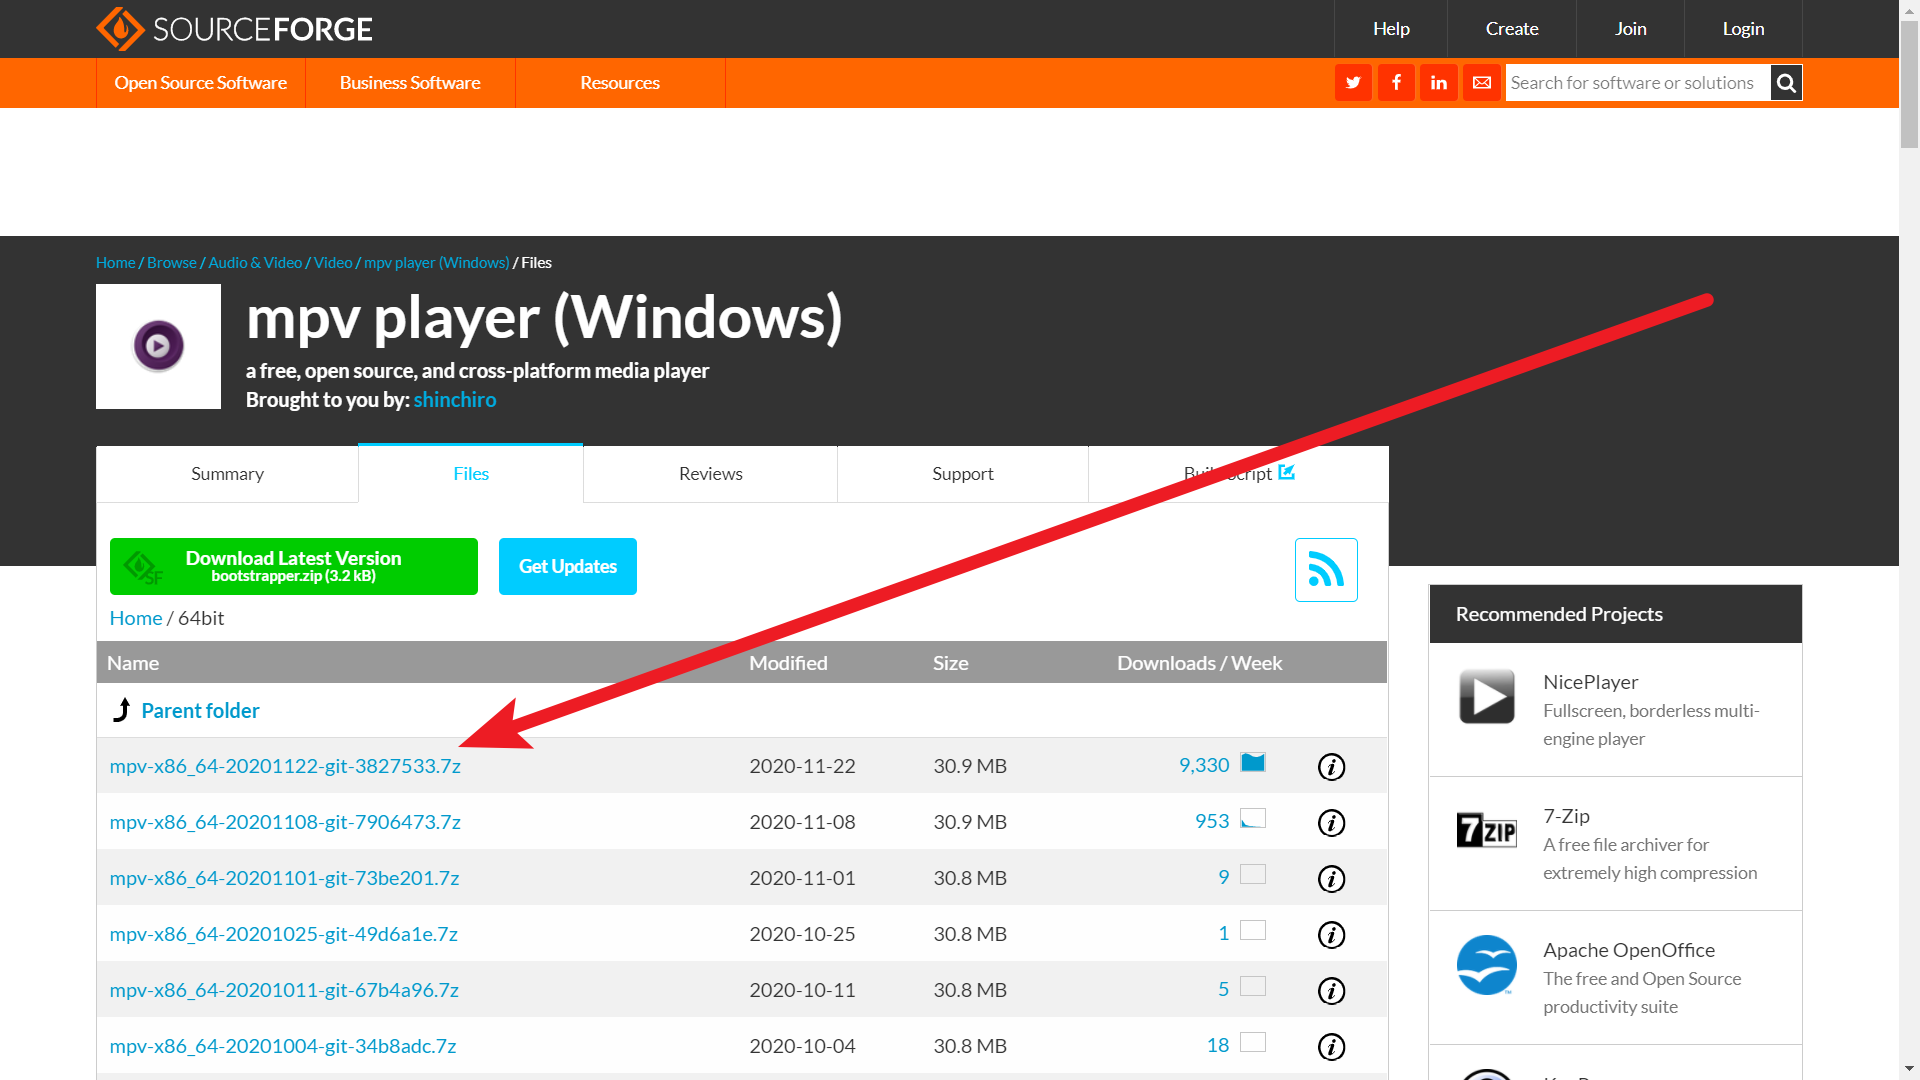 SOURCEFORGE
Help
Create
Join
Login
Open Source Software
Business Software
Resources
Search for software or solutions
Home / Browse / Audio & Video / Video / mpv player (Windows) / Files
mpv player (Windows)
a free, open source, and cross-platform media player
Brought to you by: shinchiro
Summary
Files
Reviews
Support
Download Latest Version
bootstrapper.zip (3.2 kB)
SF
Get Updates
Home / 64bit
Name Modified Size Downloads / Week
Parent folder
mpv-x86_64-20201122-git-3827533.7z 2020-11-22 30.9 MB 9,330
mpv-x86_64-20201108-git-7906473.7z 2020-11-08 30.9 MB 953
mpv-x86_64-20201101-git-73be201.7z 2020-11-01 30.8 MB 9
mpv-x86_64-20201025-git-49d6a1e.7z 2020-10-25 30.8 MB 1
mpv-x86_64-20201011-git-67b4a96.7z 2020-10-11 30.8 MB 5
mpv-x86_64-20201004-git-34b8adc.7z 2020-10-04 30.8 MB 18
Recommended Projects
NicePlayer
Fullscreen, borderless multi-
engine player
7ZIP
7-Zip
A free file archiver for
extremely high compression
Apache OpenOffice
The free and Open Source
productivity suite